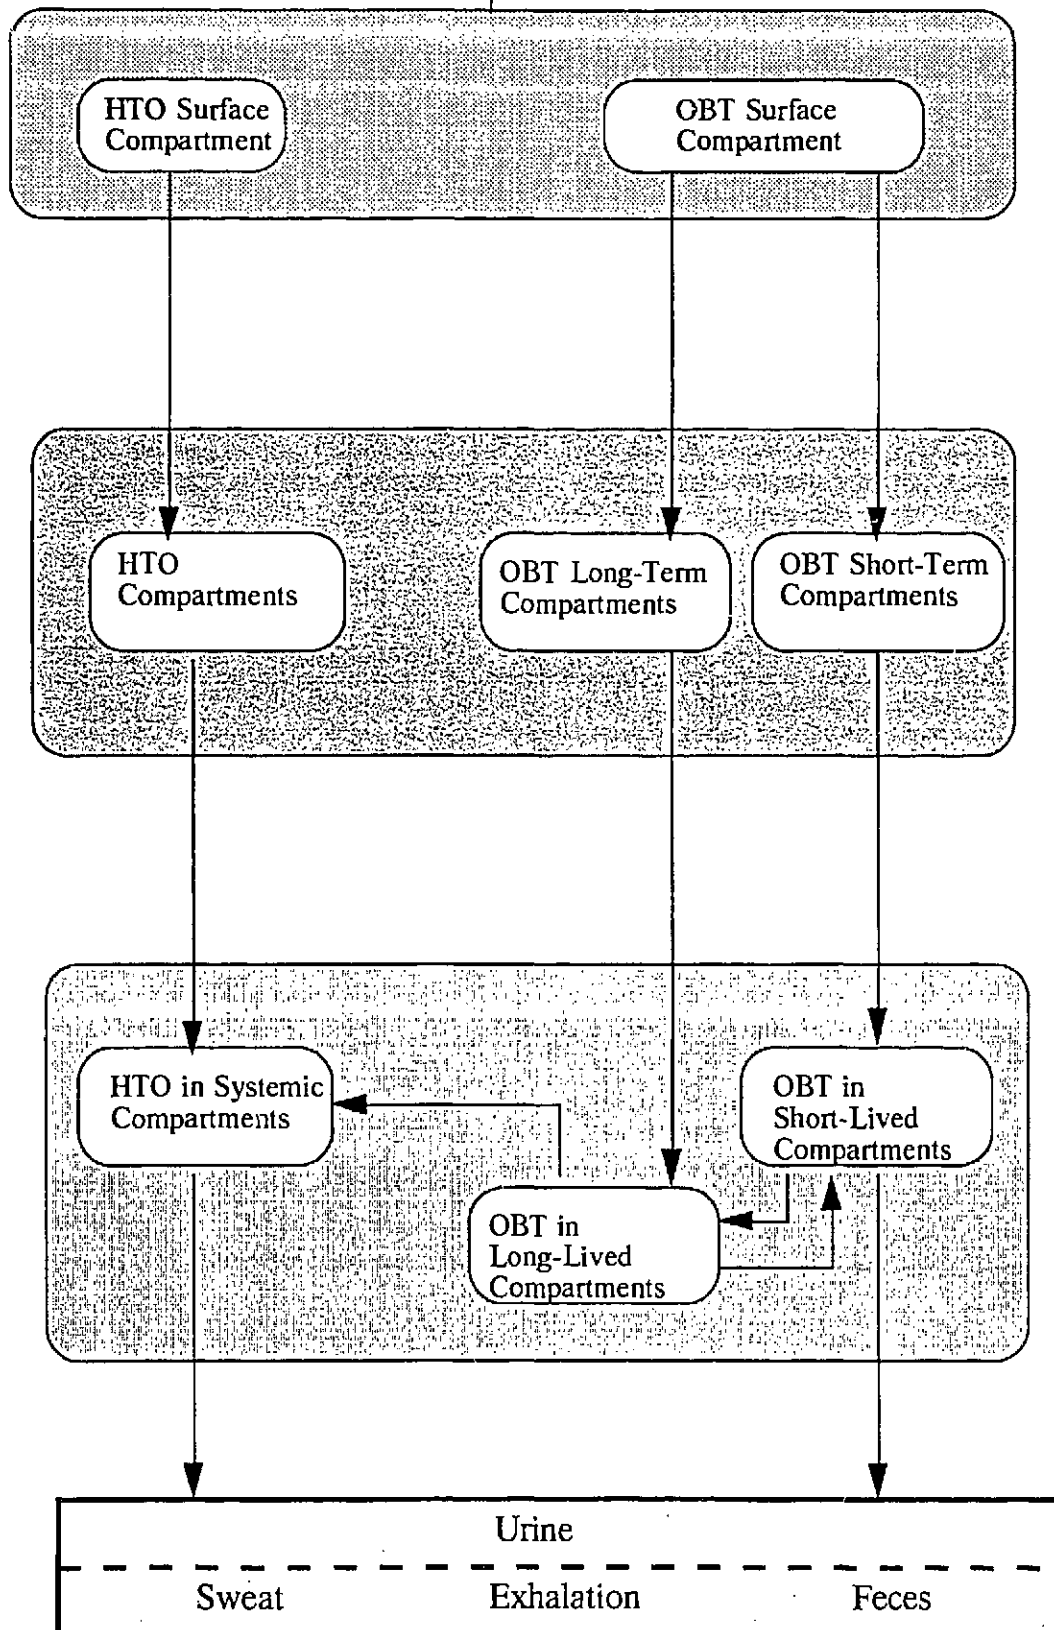 HTO Surface
Compartment
OBT Surface
Compartment
HTO
Compartments
OBT Long-Term
Compartments
OBT Short-Term
Compartments
HTO in Systemic
Compartments
OBT in
Short-Lived
Compartments
OBT in
Long-Lived
Compartments
Urine
Sweat Exhalation Feces